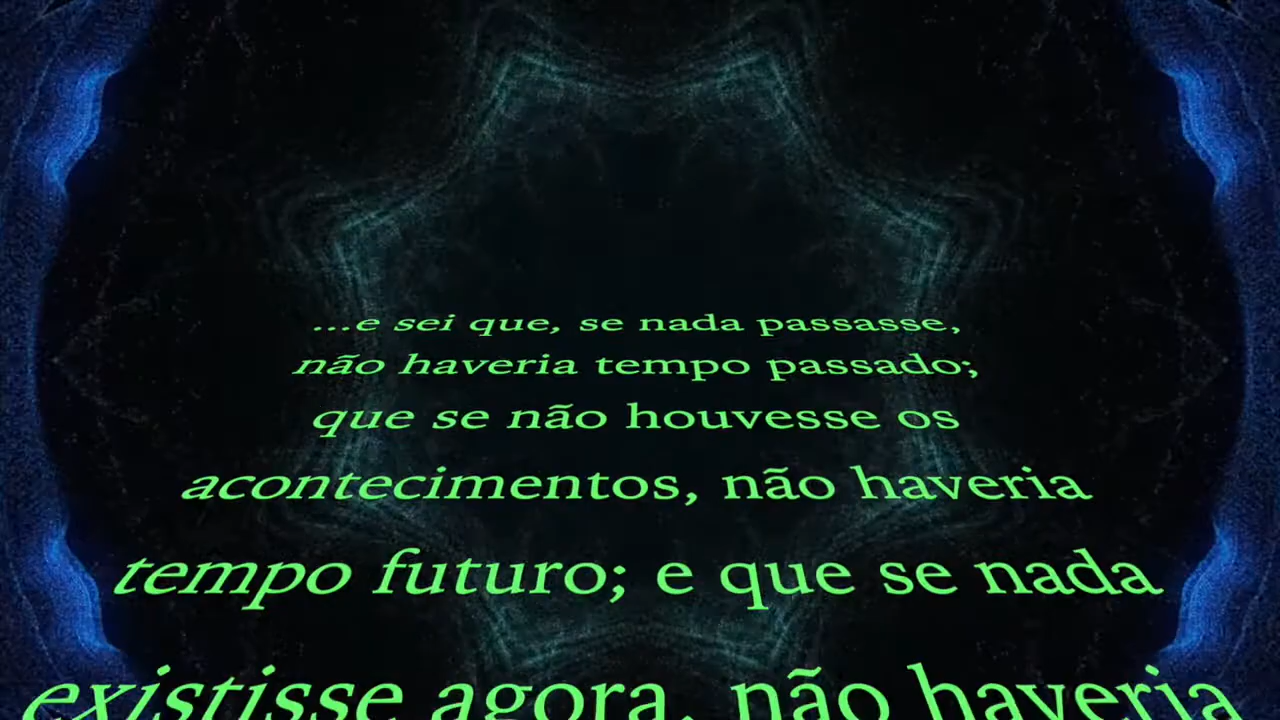 ...e sei que, se nada passasse,
não haveria tempo passado;
que se não houvesse os
acontecimentos, não haveria
tempo futuro; e que se nada
existisse agora, não haveria